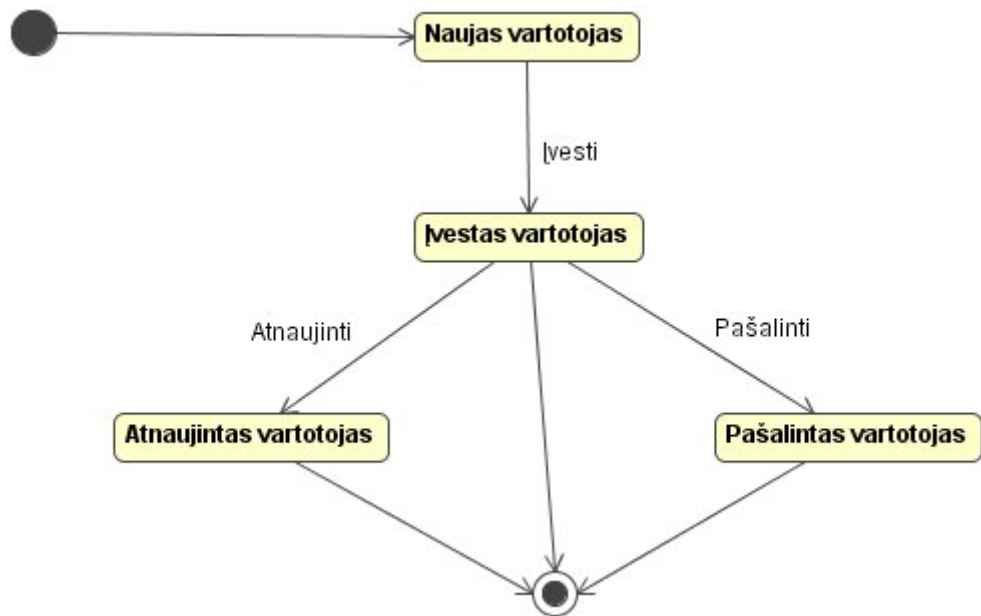 Naujas vartotojas
Įvesti
Įvestas vartotojas
Atnaujinti
Pašalinti
Atnaujintas vartotojas
Pašalintas vartotojas